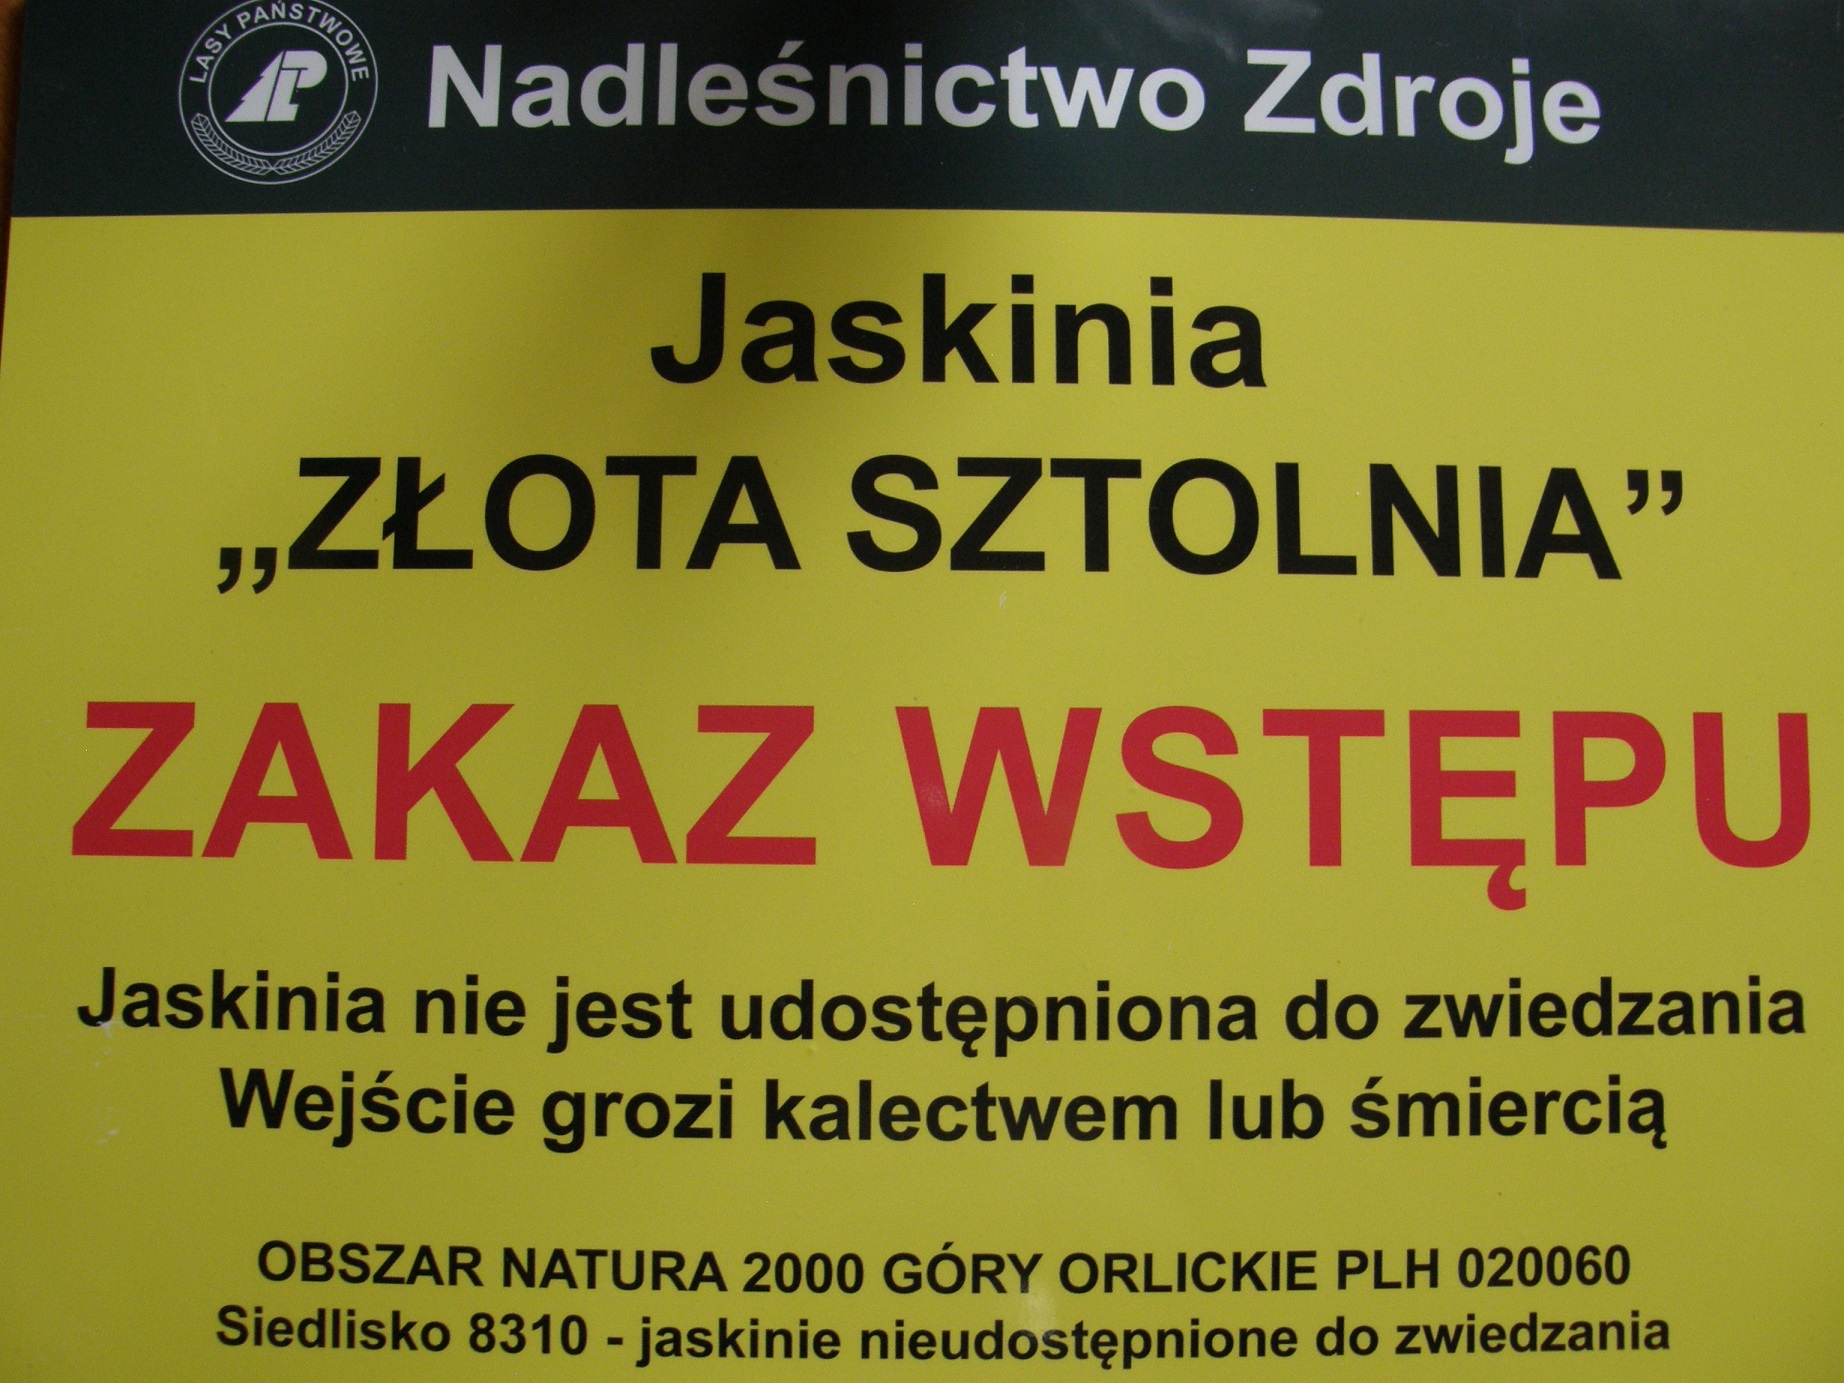 LASY PAŃSTWOWE
LP
Nadleśnictwo Zdroje
Jaskinia
„ZŁOTA SZTOLNIA”
ZAKAZ WSTĘPU
Jaskinia nie jest udostępniona do zwiedzania
Wejście grozi kalectwem lub śmiercią
OBSZAR NATURA 2000 GÓRY ORLICKIE PLH 020060
Siedlisko 8310 - jaskinie nieudostępnione do zwiedzania